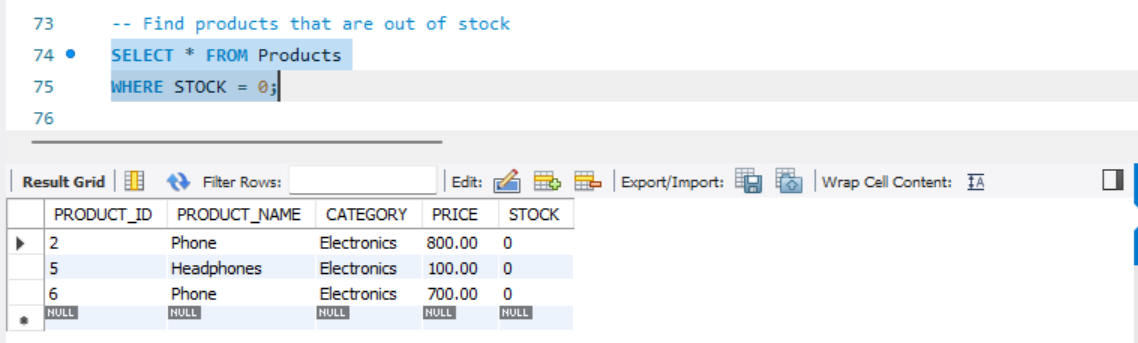 73 -- Find products that are out of stock
74 SELECT * FROM Products
75 WHERE STOCK = 0;
76
Result Grid Filter Rows: Edit: Export/Import: Wrap Cell Content: IA
PRODUCT_ID PRODUCT_NAME CATEGORY PRICE STOCK
2 Phone Electronics 800.00 0
5 Headphones Electronics 100.00 0
6 Phone Electronics 700.00 0
NULL NULL NULL NULL NULL